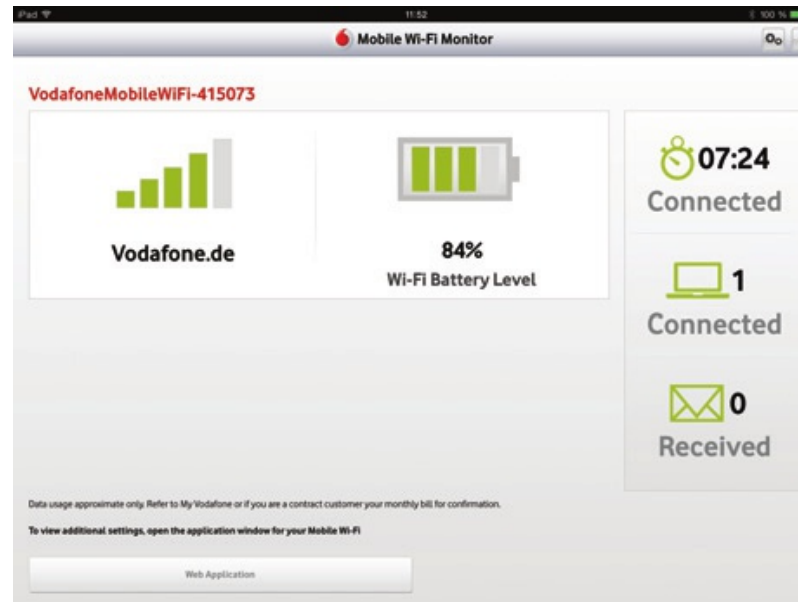 iPad 11:52 100 %
Mobile Wi-Fi Monitor
VodafoneMobileWiFi-415073
Vodafone.de
84%
Wi-Fi Battery Level
07:24
Connected
1
Connected
0
Received
Data usage approximate only. Refer to My Vodafone or if you are a contract customer your monthly bill for confirmation.
To view additional settings, open the application window for your Mobile Wi-Fi
Web Application